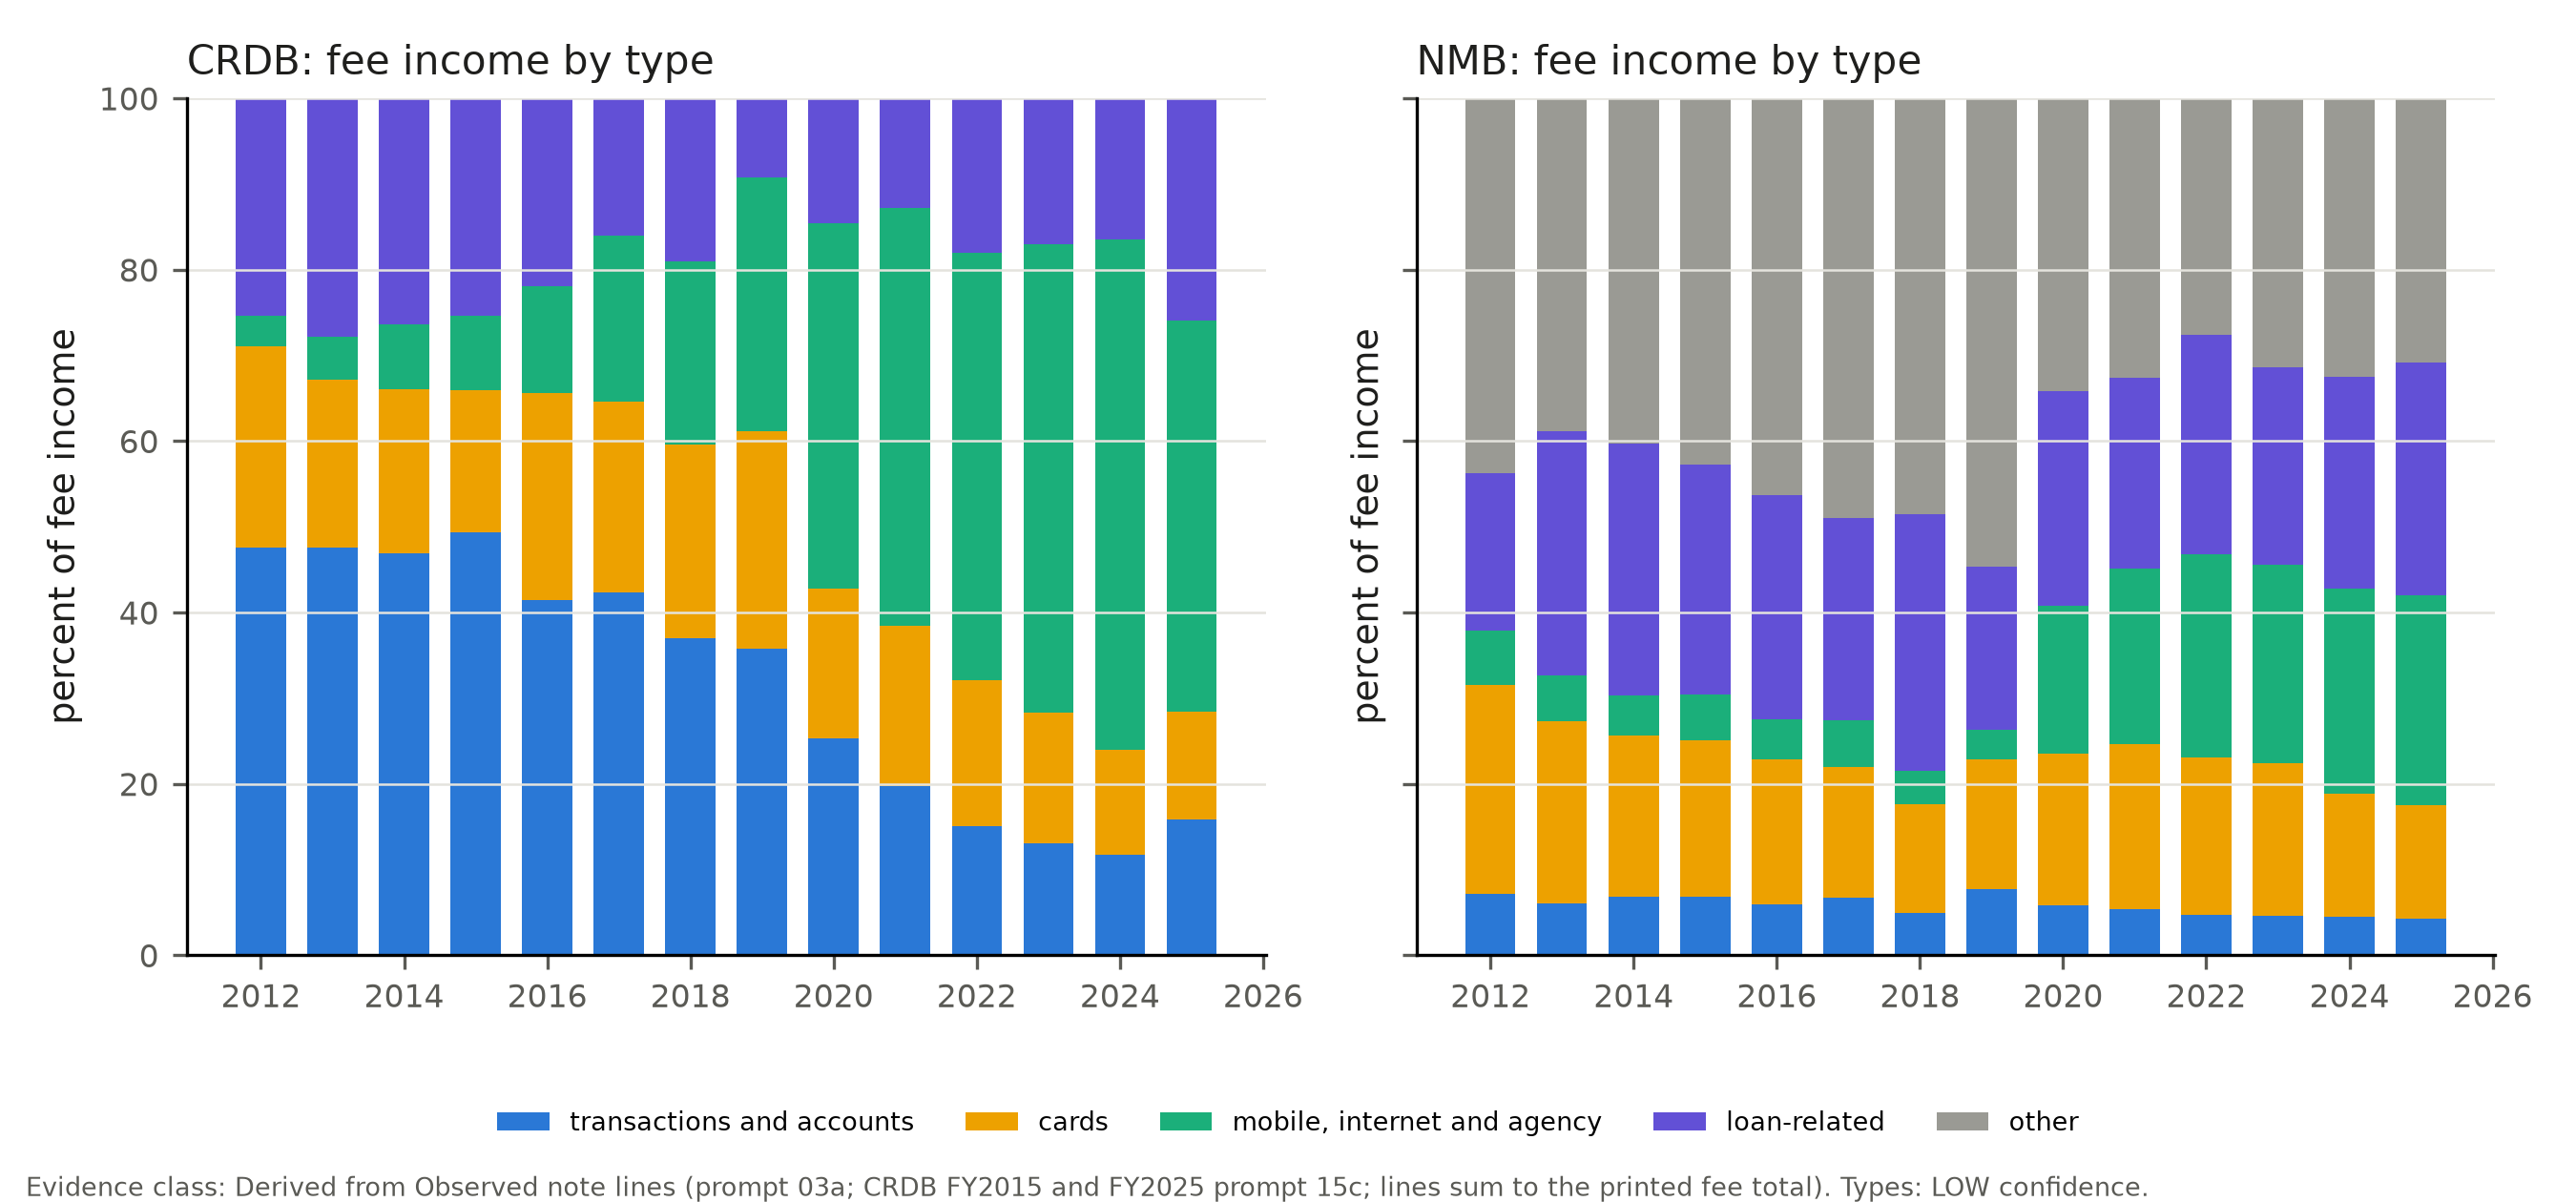 CRDB: fee income by type
percent of fee income
100
80
60
40
20
0
2012 2014 2016 2018 2020 2022 2024 2026
NMB: fee income by type
percent of fee income
2012 2014 2016 2018 2020 2022 2024 2026
transactions and accounts cards mobile, internet and agency loan-related other
Evidence class: Derived from Observed note lines (prompt 03a; CRDB FY2015 and FY2025 prompt 15c; lines sum to the printed fee total). Types: LOW confidence.